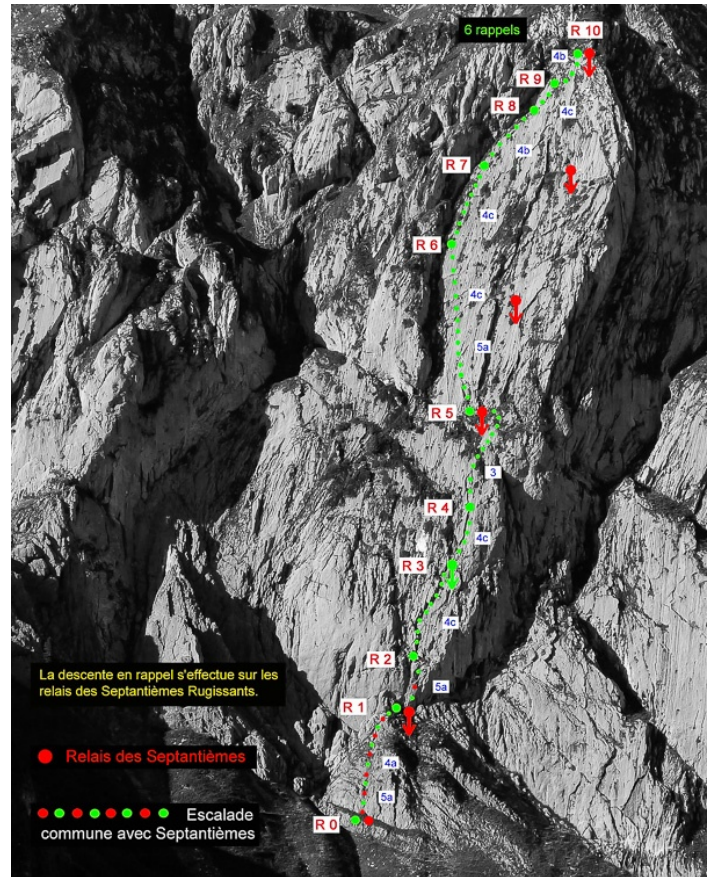 R 10
6 rappels
4b
R 9
R 8
4c
4b
R 7
4c
R 6
4c
5a
R 5
3
R 4
4c
R 3
4c
R 2
La descente en rappel s'effectue sur les
relais des Septantièmes Rugissants.
5a
R 1
Relais des Septantièmes
4a
5a
Escalade
commune avec Septantièmes
R 0